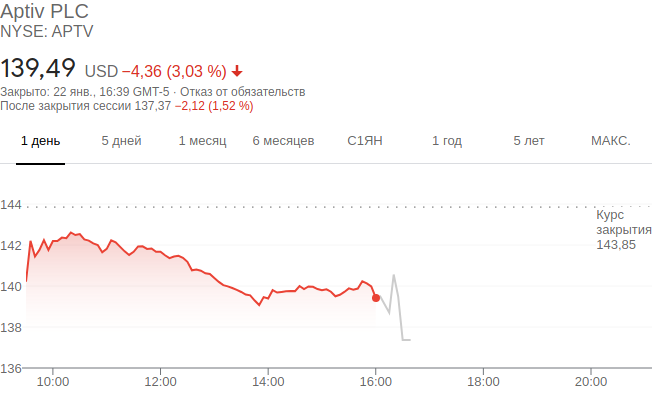 Aptiv PLC
NYSE: APTV
139,49 USD −4,36 (3,03 %)
Закрыто: 22 янв., 16:39 GMT-5 · Отказ от обязательств
После закрытия сессии 137,37 −2,12 (1,52 %)
1 день 5 дней 1 месяц 6 месяцев С1ЯН 1 год 5 лет МАКС.
144
Курс
закрытия
143,85
142
140
138
136
10:00 12:00 14:00 16:00 18:00 20:00